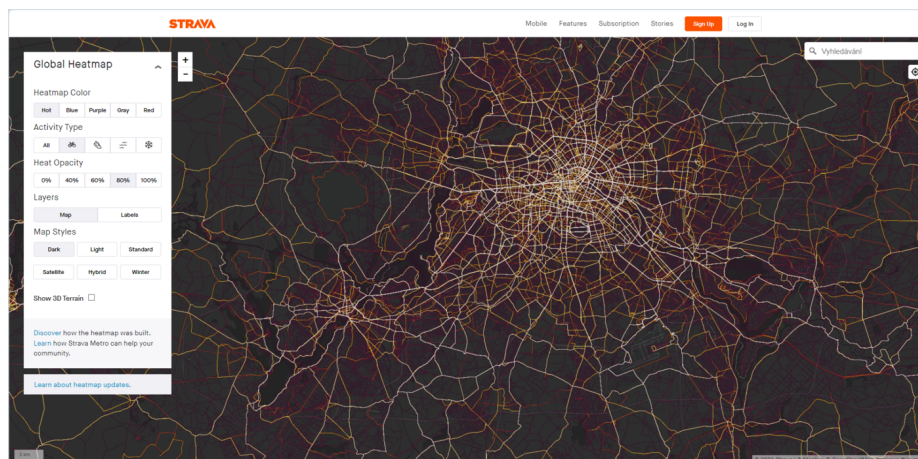 STRAVA
Mobile Features Subscription Stories Sign Up Log In
Global Heatmap
+
−
Vyhledávání
Heatmap Color
Hot Blue Purple Gray Red
Activity Type
All
Heat Opacity
0% 40% 60% 80% 100%
Layers
Map Labels
Map Styles
Dark Light Standard
Satellite Hybrid Winter
Show 3D Terrain
Discover how the heatmap was built.
Learn how Strava Metro can help your
community.
Learn about heatmap updates.